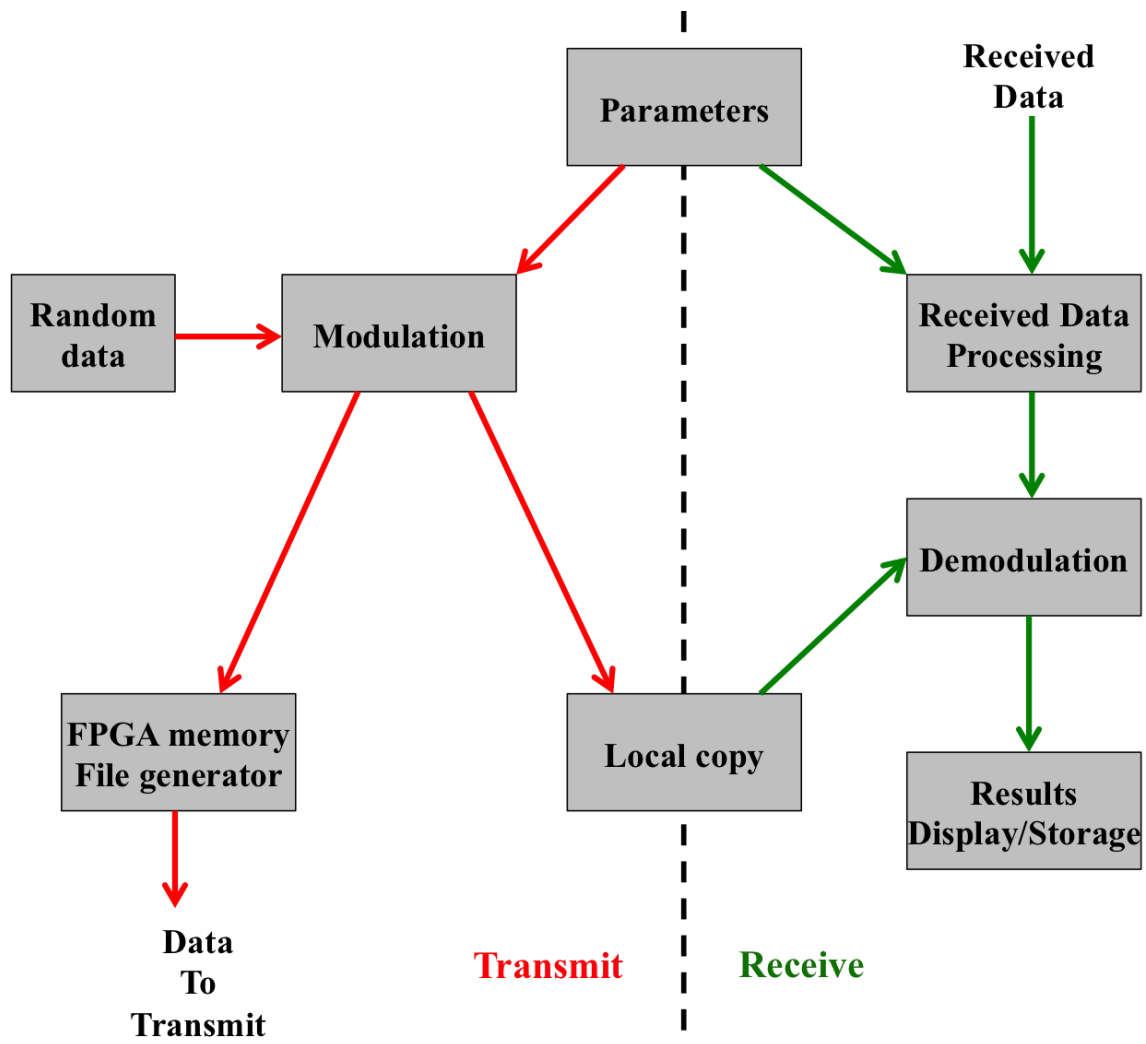 Parameters
Received
Data
Random
data
Modulation
Received Data
Processing
Demodulation
FPGA memory
File generator
Local copy
Results
Display/Storage
Data
To
Transmit
Transmit
Receive